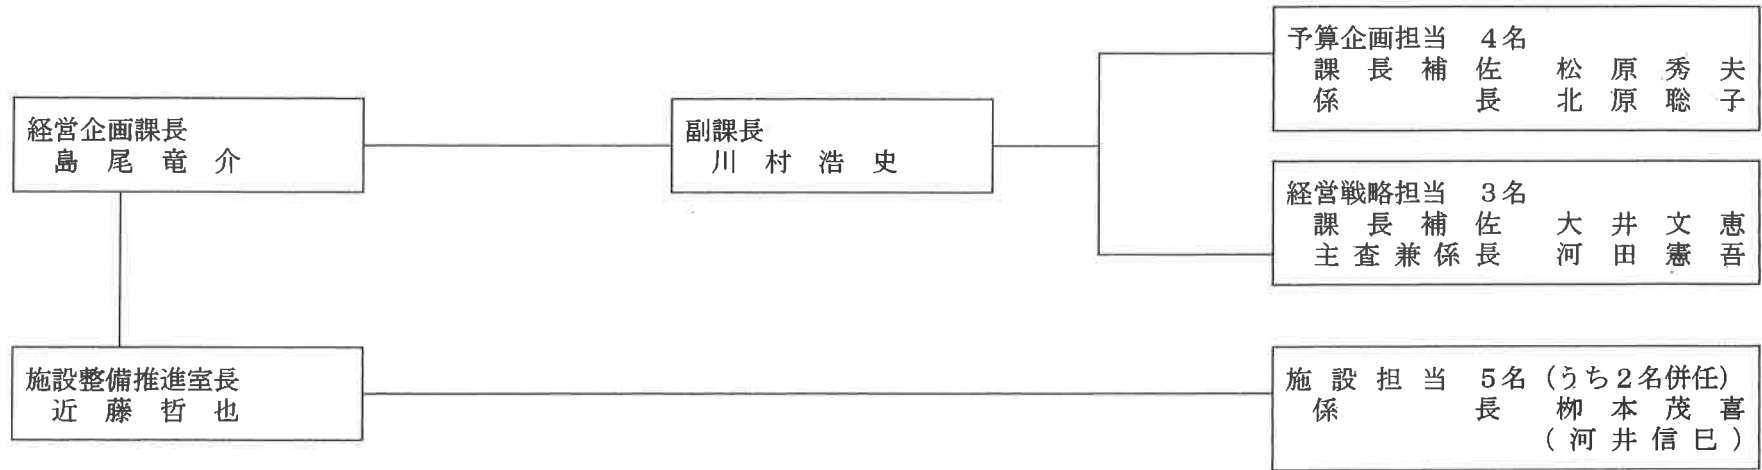 経営企画課長
島尾竜介
副課長
川村浩史
予算企画担当 4名
課長補佐 松原秀夫
係長 北原聡子
経営戦略担当 3名
課長補佐 大井文恵
主査兼係長 河田憲吾
施設整備推進室長
近藤哲也
施設担当 5名(うち2名併任)
係長 栁本茂喜
(河井信巳)